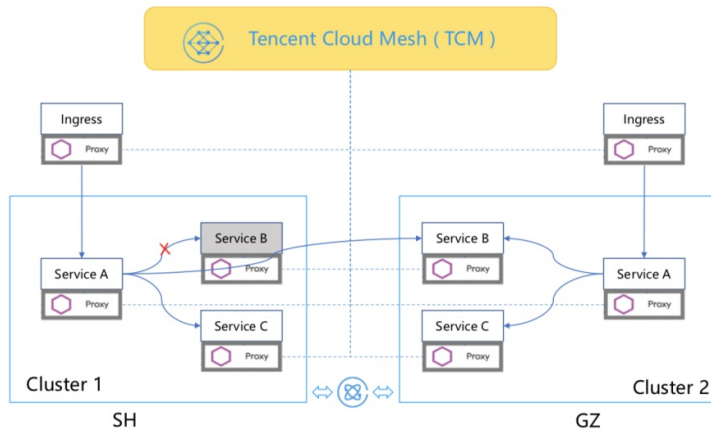 Tencent Cloud Mesh ( TCM )
Ingress
Proxy
Ingress
Proxy
Service B
Proxy
Service A
Proxy
Service C
Proxy
Cluster 1
Service B
Proxy
Service A
Proxy
Service C
Proxy
Cluster 2
SH
GZ